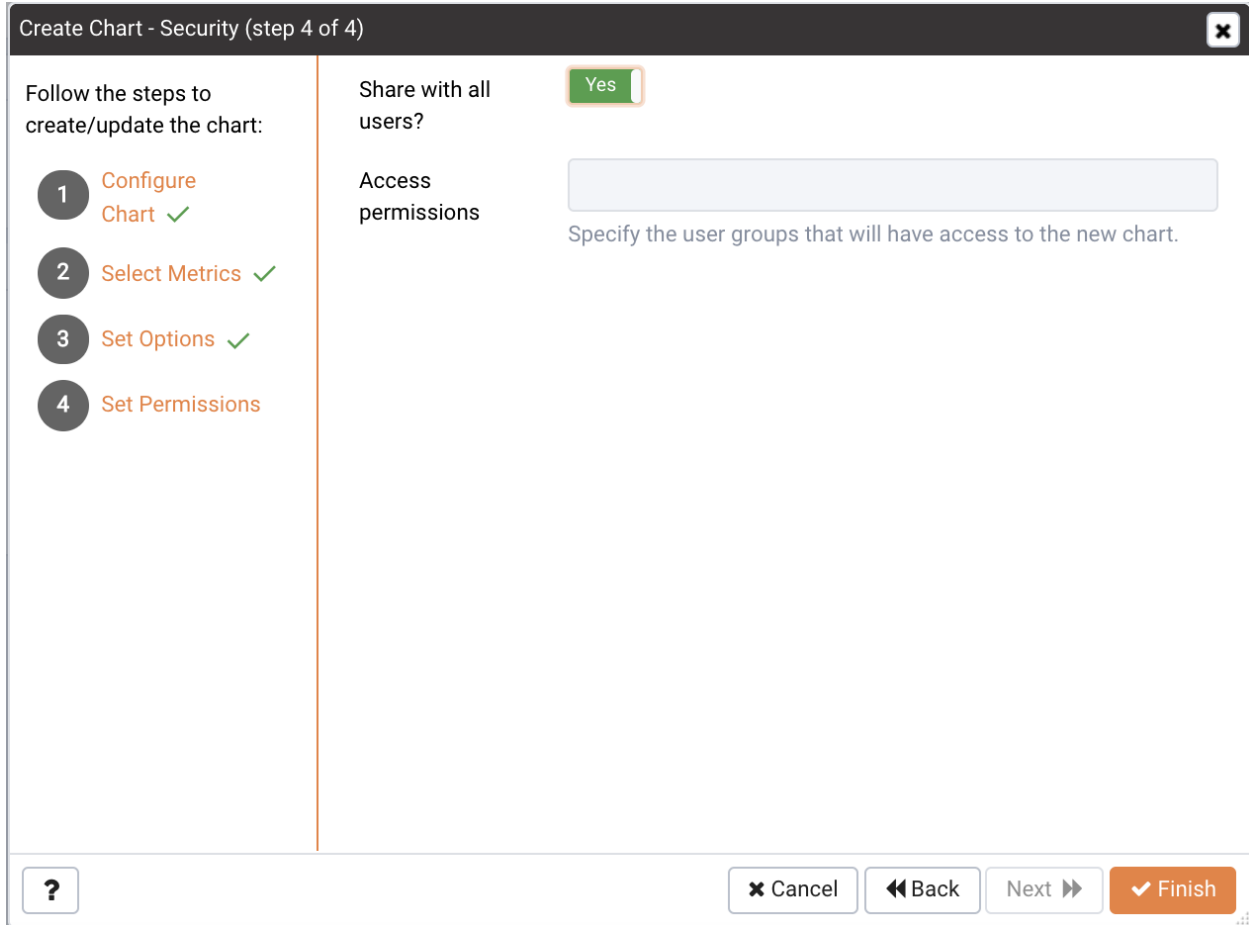 Create Chart - Security (step 4 of 4)
Follow the steps to
create/update the chart:
1
Configure
Chart
2
Select Metrics
3
Set Options
4
Set Permissions
Share with all
users?
Yes
Access
permissions
Specify the user groups that will have access to the new chart.
?
Cancel
Back
Next
Finish